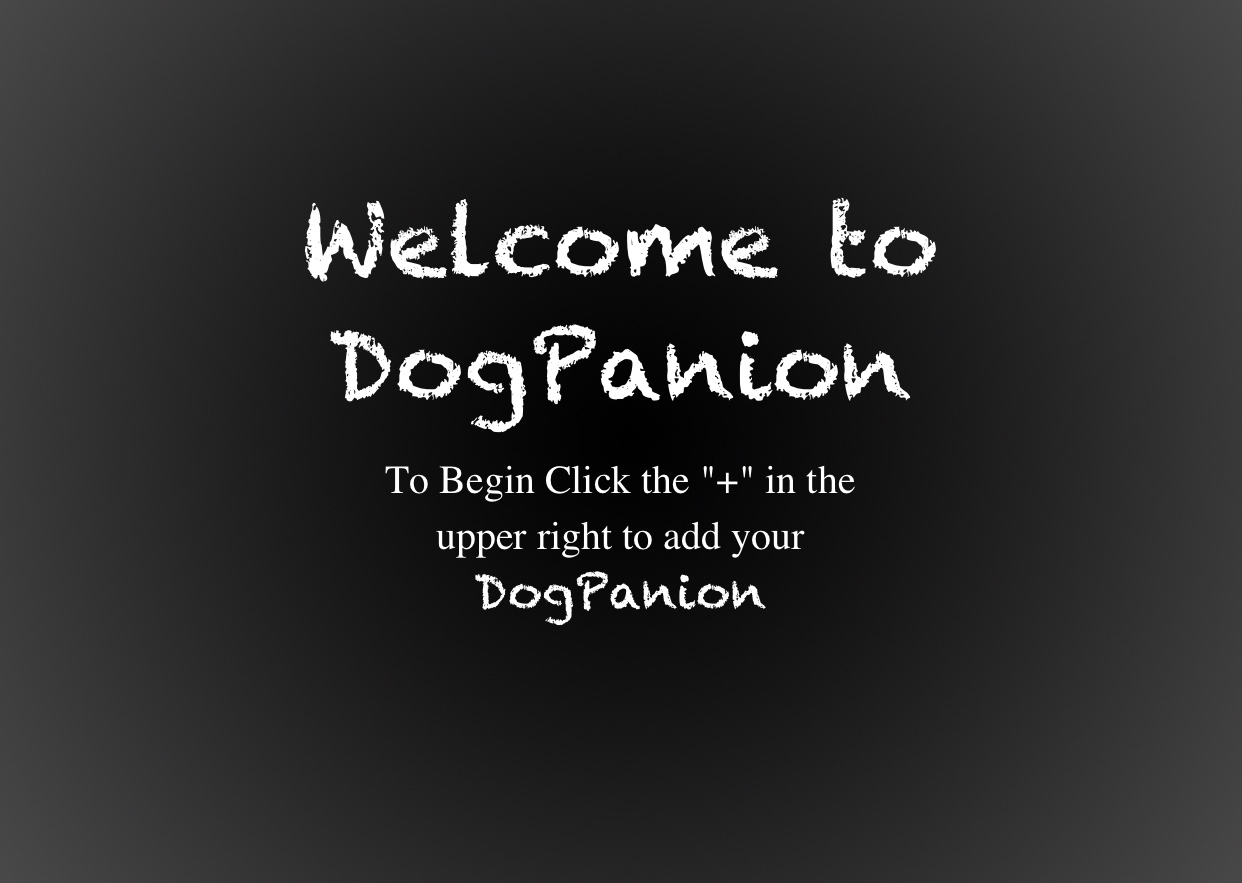 Welcome to
DogPanion
To Begin Click the "+" in the
upper right to add your
DogPanion